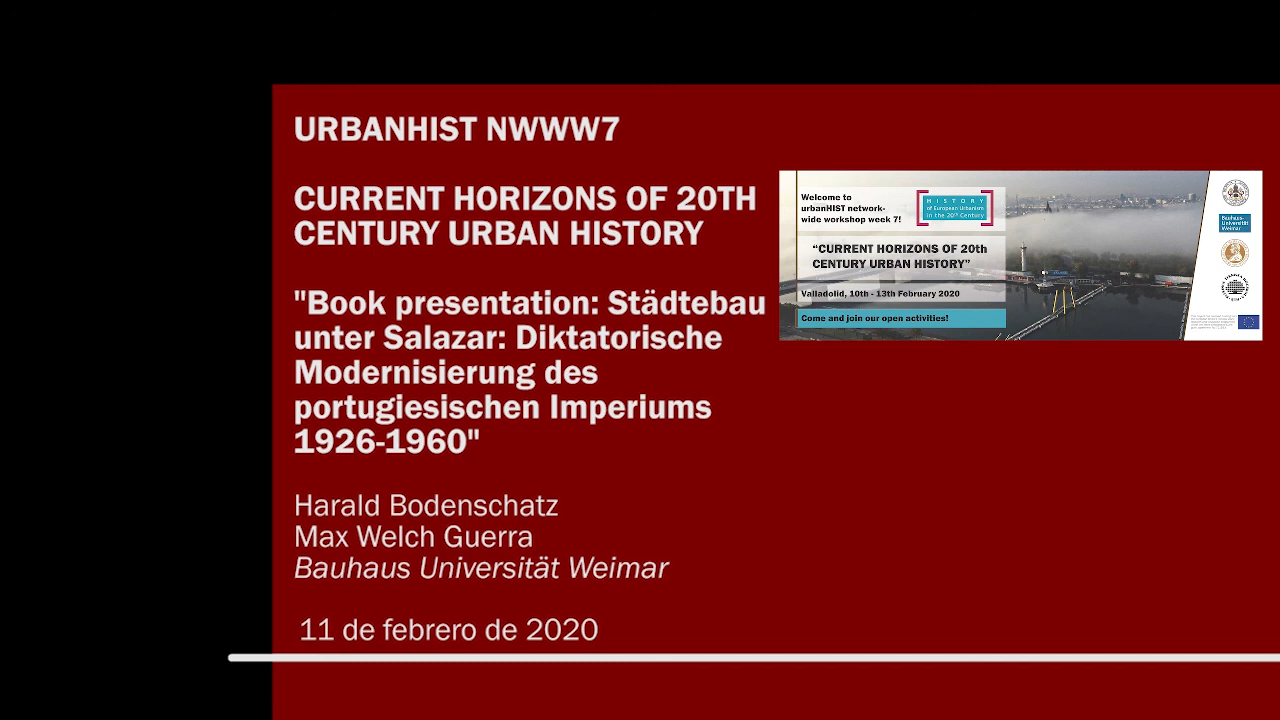 URBANHIST NWWW7
CURRENT HORIZONS OF 20TH
CENTURY URBAN HISTORY
"Book presentation: Städtebau
unter Salazar: Diktatorische
Modernisierung des
portugiesischen Imperiums
1926-1960"
Harald Bodenschatz
Max Welch Guerra
Bauhaus Universität Weimar
11 de febrero de 2020
Welcome to
urbanHIST network-
wide workshop week 7!
HISTORY
of European Urbanism
in the 20th Century
"CURRENT HORIZONS OF 20th
CENTURY URBAN HISTORY"
Valladolid, 10th - 13th February 2020
Come and join our open activities!
Bauhaus-
Universität
Weimar